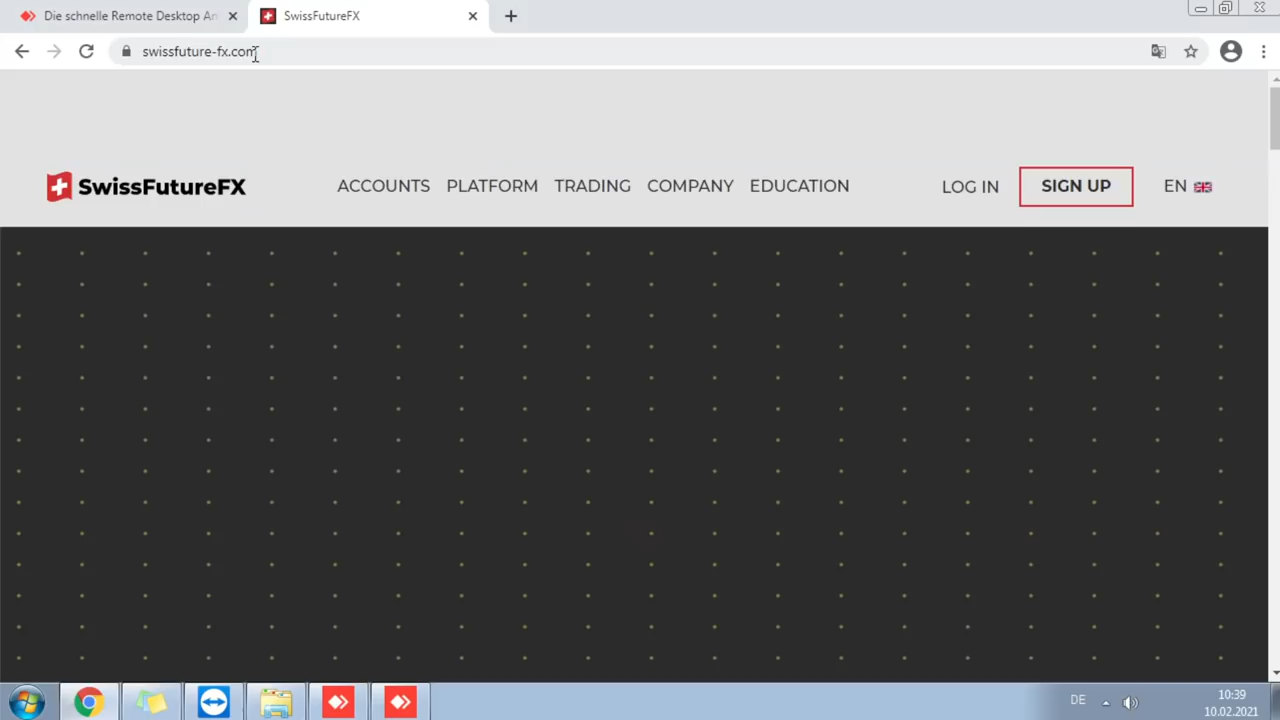 Die schnelle Remote Desktop An
SwissFutureFX
swissfuture-fx.com
SwissFutureFX
ACCOUNTS PLATFORM TRADING COMPANY EDUCATION
LOG IN
SIGN UP
EN
DE
10:39
10.02.2021